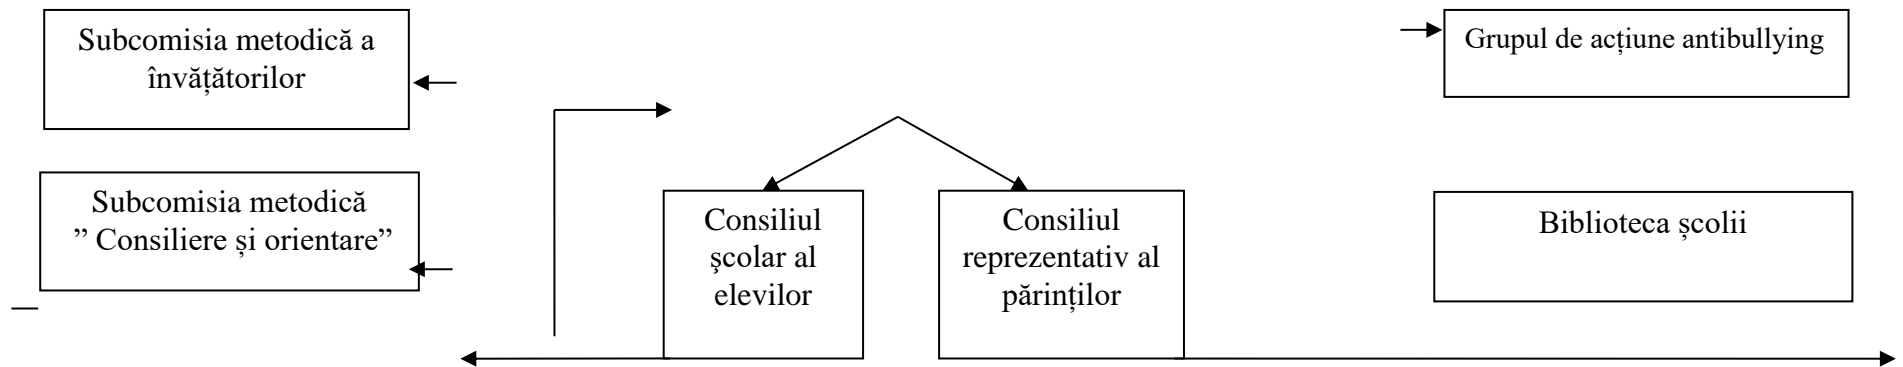 Subcomisia metodică a
învățătorilor
Grupul de acțiune antibullying
Subcomisia metodică
” Consiliere și orientare”
Consiliul
şcolar al
elevilor
Consiliul
reprezentativ al
părinților
Biblioteca școlii